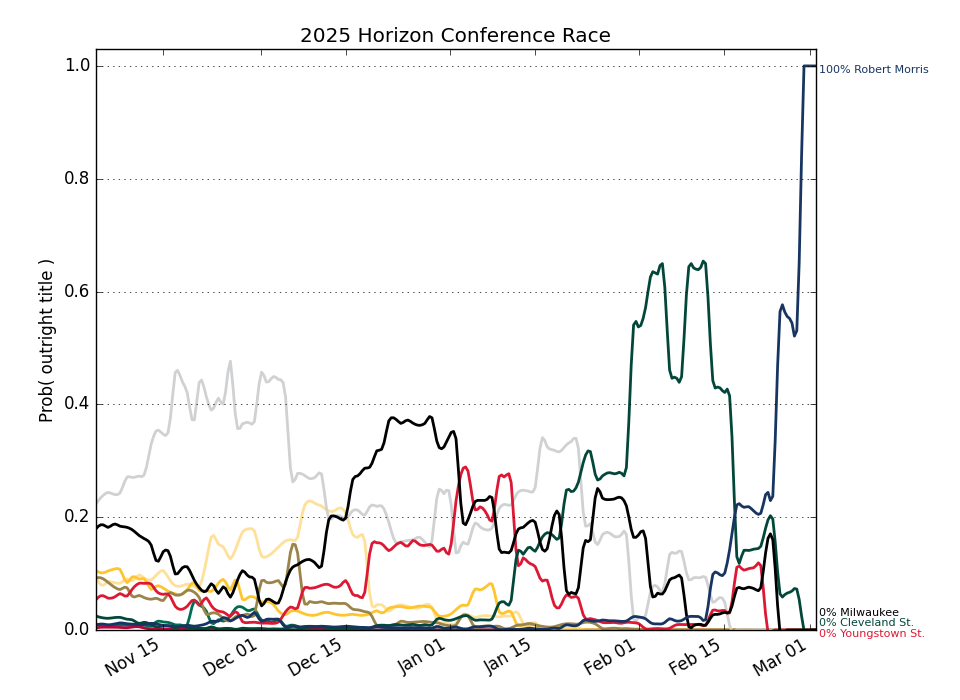 2025 Horizon Conference Race
Prob( outright title )
1.0
0.8
0.6
0.4
0.2
0.0
Nov 15
Dec 01
Dec 15
Jan 01
Jan 15
Feb 01
Feb 15
Mar 01
100% Robert Morris
0% Milwaukee
0% Cleveland St.
0% Youngstown St.